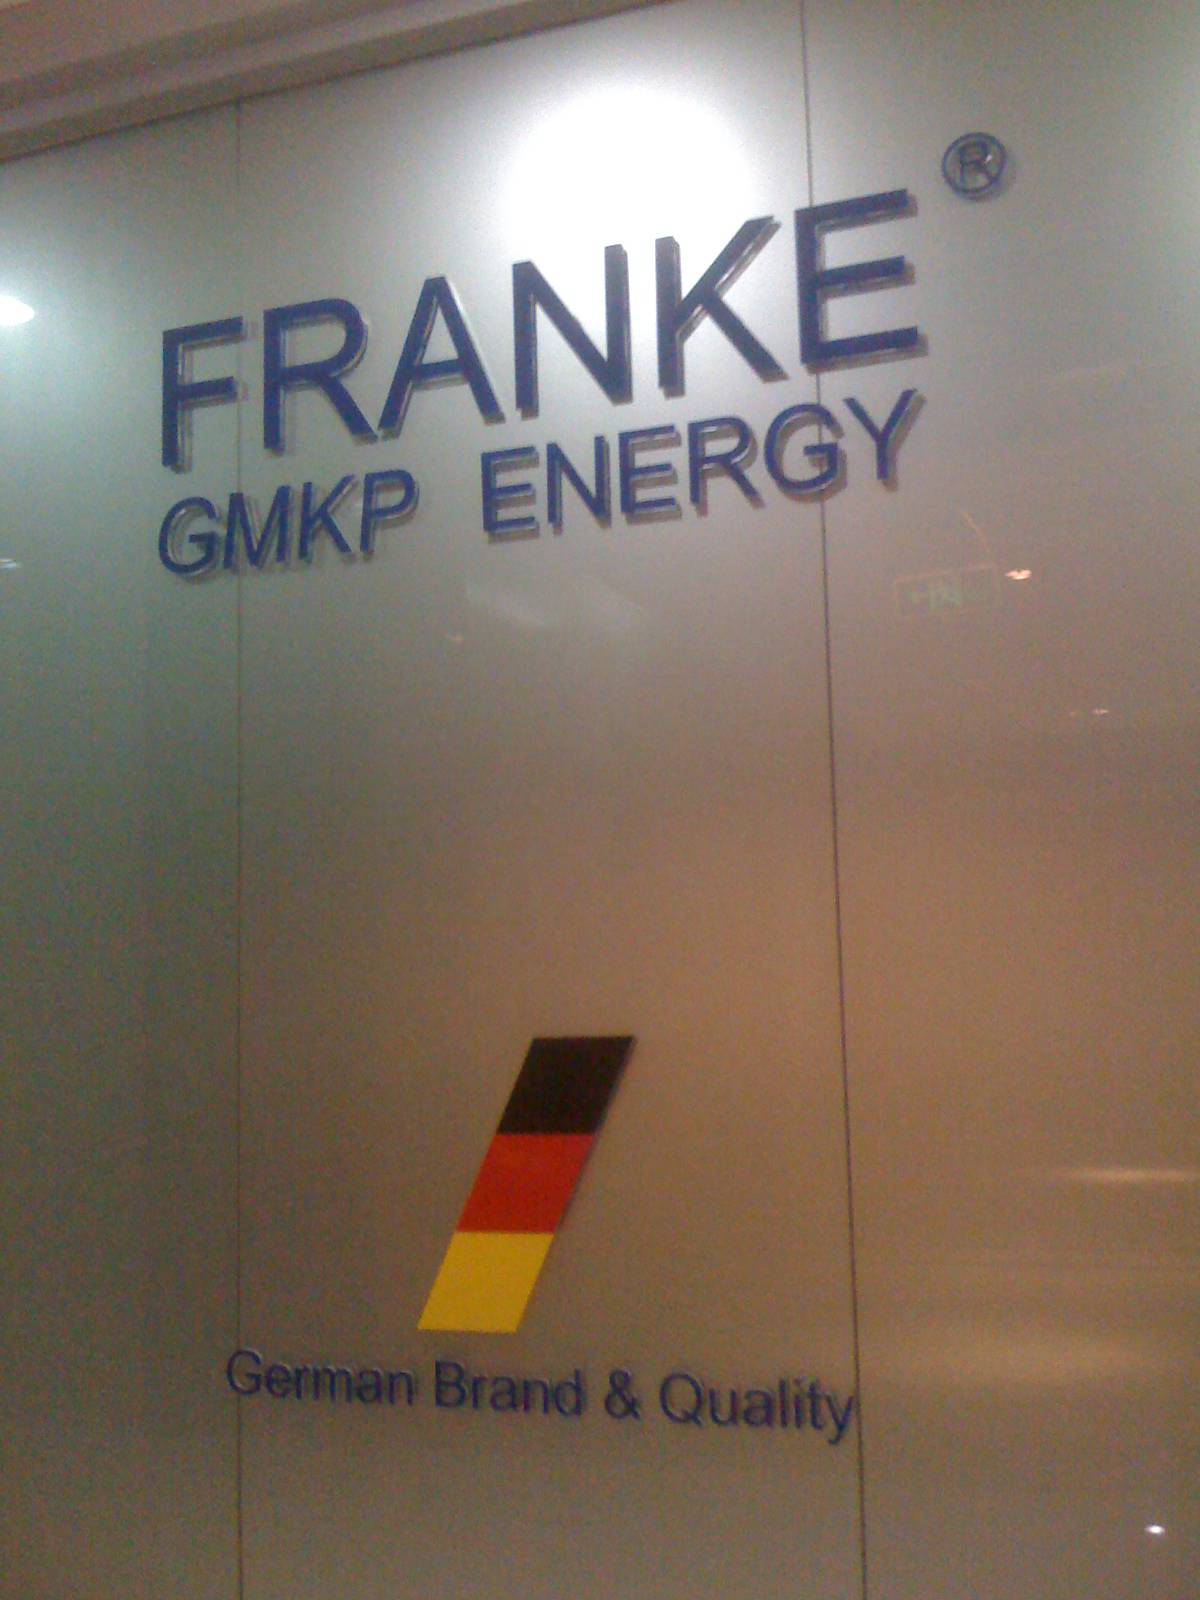 FRANKE®
GMKP ENERGY
German Brand & Quality